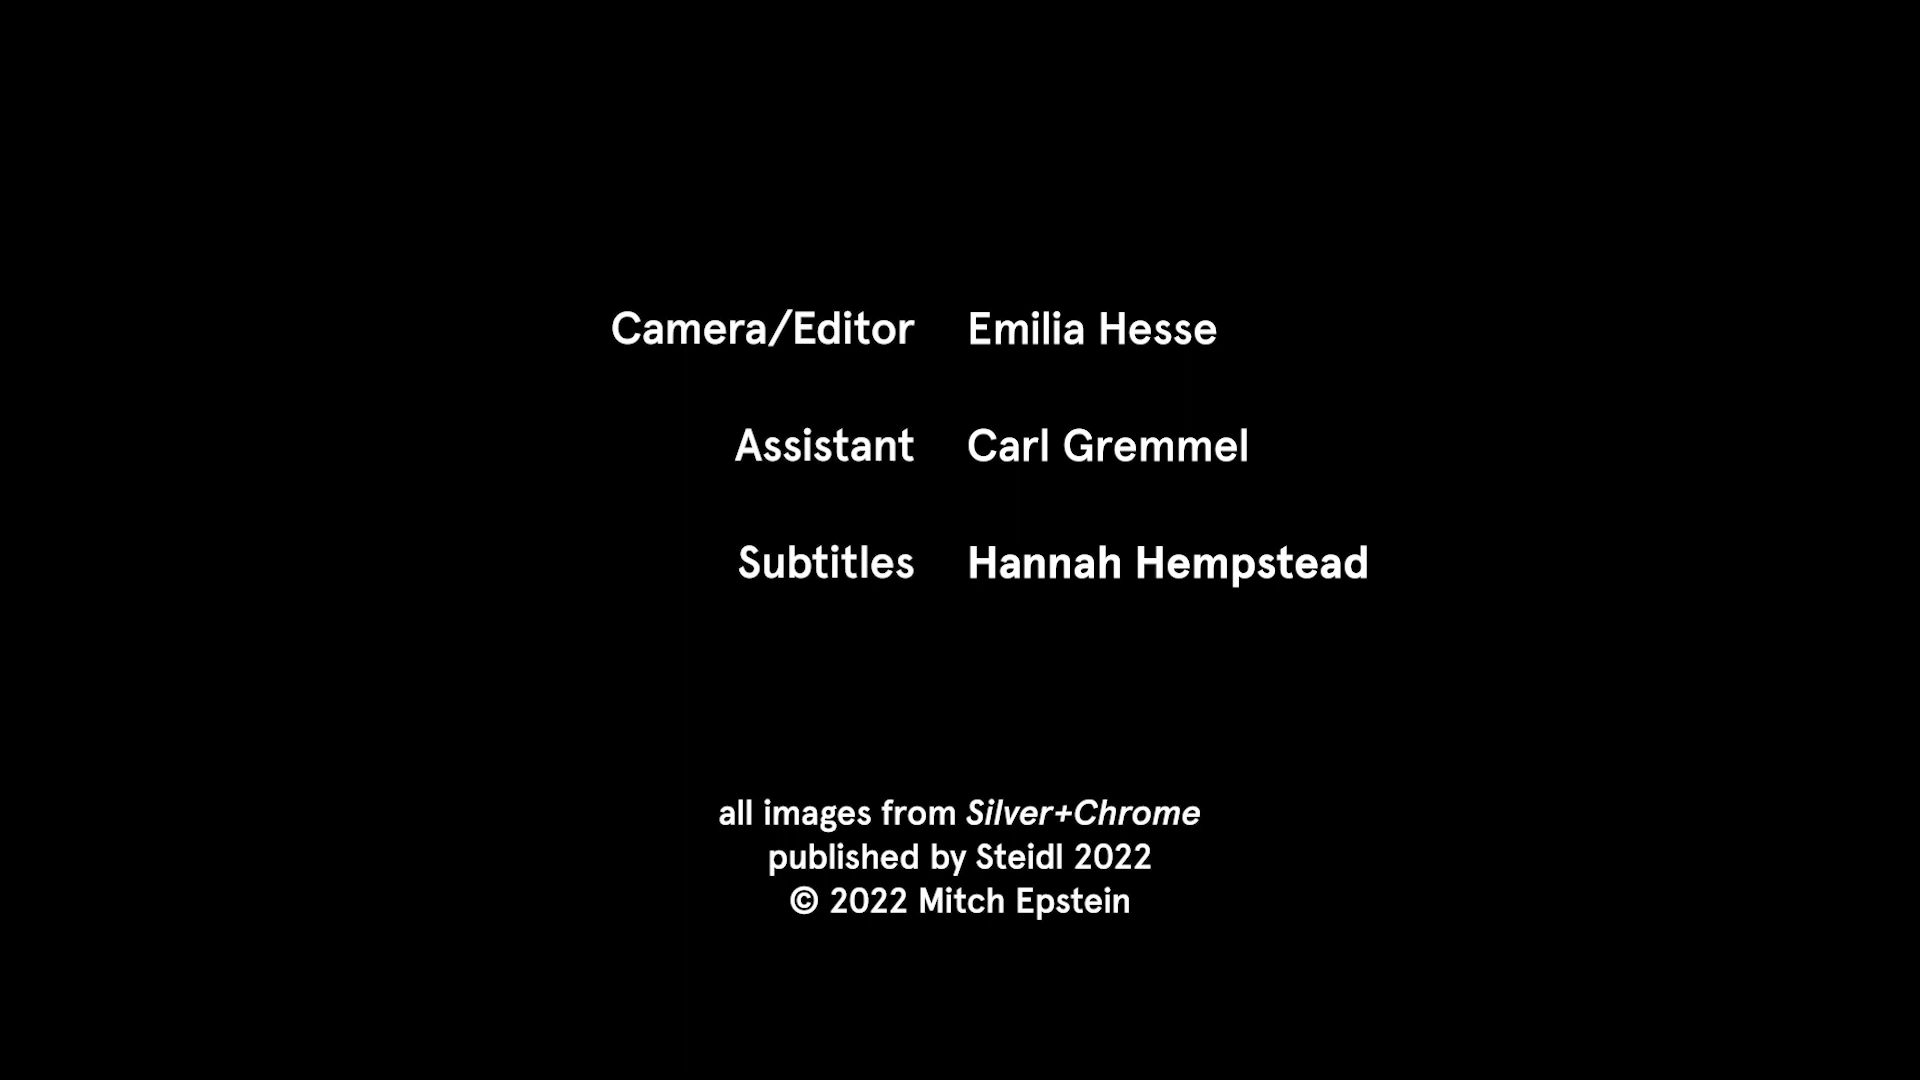 Camera/Editor Emilia Hesse
Assistant Carl Gremmel
Subtitles Hannah Hempstead
all images from Silver+Chrome
published by Steidl 2022
© 2022 Mitch Epstein